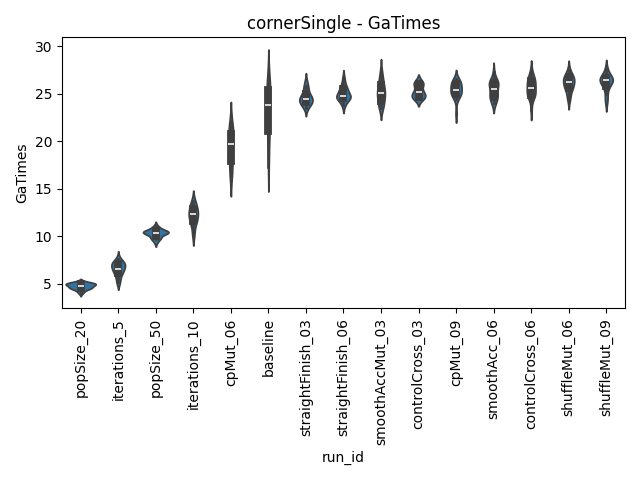 cornerSingle - GaTimes
GaTimes
30
25
20
15
10
5
popSize_20
iterations_5
popSize_50
iterations_10
cpMut_06
baseline
straightFinish_03
straightFinish_06
smoothAccMut_03
controlCross_03
cpMut_09
smoothAcc_06
controlCross_06
shuffleMut_06
shuffleMut_09
run_id